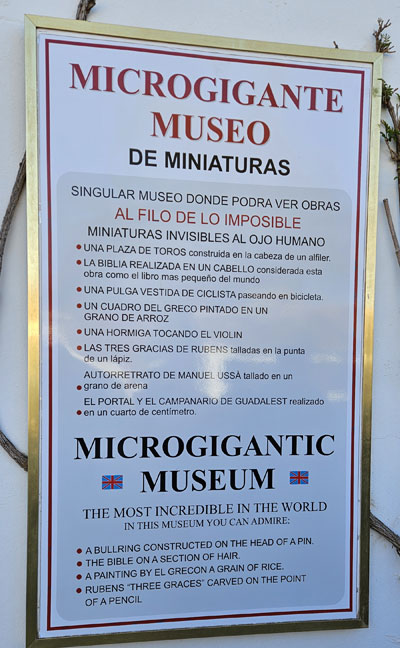 MICROGIGANTE
MUSEO
DE MINIATURAS
SINGULAR MUSEO DONDE PODRA VER OBRAS
AL FILO DE LO IMPOSIBLE
MINIATURAS INVISIBLES AL OJO HUMANO
UNA PLAZA DE TOROS construida en la cabeza de un alfiler.
LA BIBLIA REALIZADA EN UN CABELLO considerada esta
obra como el libro mas pequeño del mundo
UNA PULGA VESTIDA DE CICLISTA paseando en bicicleta.
UN CUADRO DEL GRECO PINTADO EN UN
GRANO DE ARROZ
UNA HORMIGA TOCANDO EL VIOLIN
LAS TRES GRACIAS DE RUBENS talladas en la punta
de un lápiz.
AUTORRETRATO DE MANUEL USSÀ tallado en un
grano de arena
EL PORTAL Y EL CAMPANARIO DE GUADALEST realizado
en un cuarto de centímetro.
MICROGIGANTIC
MUSEUM
THE MOST INCREDIBLE IN THE WORLD
IN THIS MUSEUM YOU CAN ADMIRE:
A BULLRING CONSTRUCTED ON THE HEAD OF A PIN.
THE BIBLE ON A SECTION OF HAIR.
A PAINTING BY EL GRECON A GRAIN OF RICE.
RUBENS "THREE GRACES" CARVED ON THE POINT
OF A PENCIL